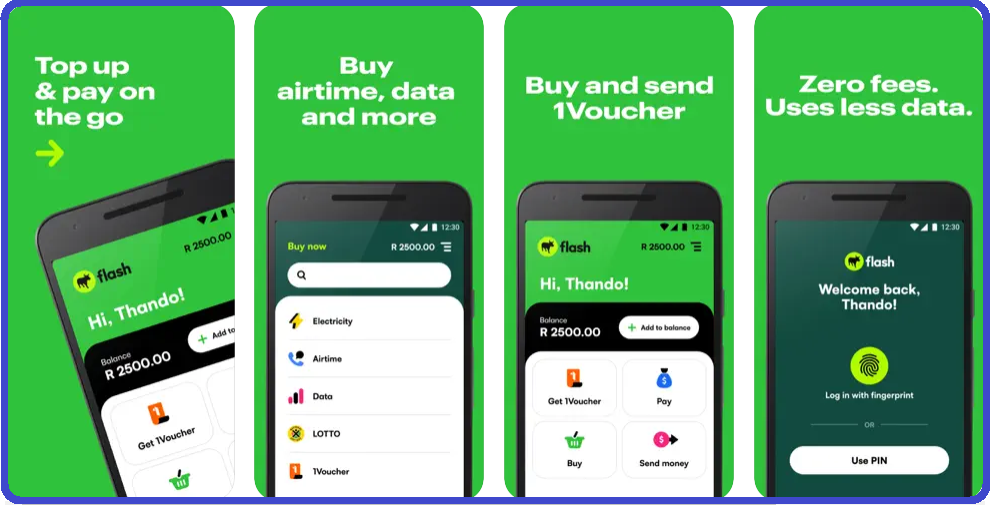 Top up
& pay on
the go
R 2500.00
flash
Hi, Thando!
Balance
R 2500.00
Add to
Get 1Voucher
Buy
airtime, data
and more
12:30
Buy now
R 2500.00
Electricity
Airtime
Data
LOTTO
1Voucher
Buy and send
1Voucher
12:30
flash
R 2500.00
Hi, Thando!
Balance
R 2500.00
Add to balance
Get 1Voucher
Pay
Buy
Send money
Zero fees.
Uses less data.
12:30
flash
Welcome back,
Thando!
Log in with fingerprint
OR
Use PIN